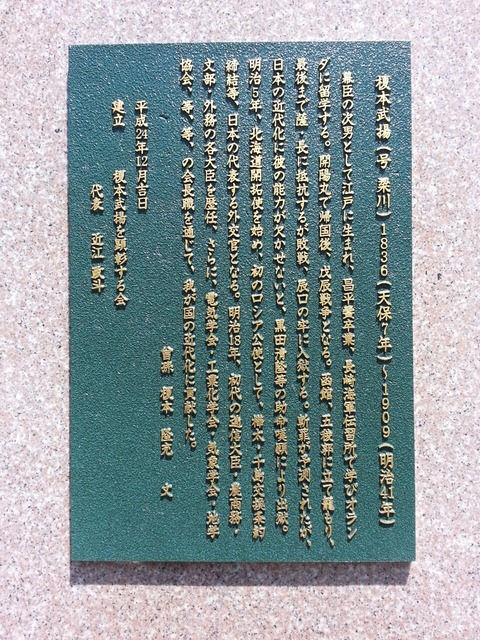 榎本武揚(号 梁川)1836(天保7年)~1909(明治41年)
幕臣の次男として江戸に生まれ、昌平黌卒業、長崎海軍伝習所で学びオラン
ダに留学する。開陽丸で帰国後、戊辰戦争となる。函館、五稜郭に立て籠もり、
最後まで薩・長に抵抗するが敗戦、辰口の牢に入獄する。斬罪が予測されたが、
日本の近代化に彼の能力が欠かせないと、黒田清隆等の助命嘆願により出獄。
明治5年、北海道開拓使を始め、初のロシア公使として、樺太・千島交換条約
締結等、日本の代表する外交官となる。明治18年、初代の逓信大臣・農商務・
文部・外務の各大臣を歴任、さらに、電気学会・工業化学会・気象学会・地学
協会、等、等、の会長職を通じて、我が国の近代化に貢献した。
曽孫 榎本 隆充 文
平成24年12月吉日
建立 榎本武揚を顕彰する会
代表 近江 斗